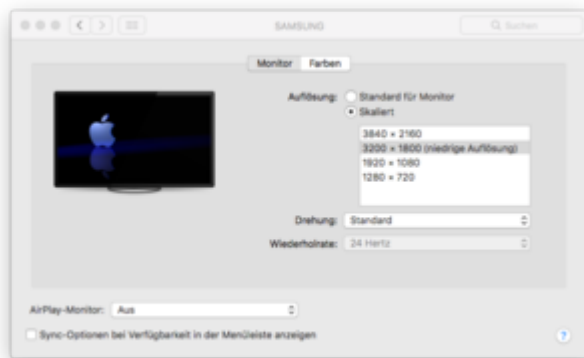 SAMSUNG
Suchen
Monitor Farben
Auflösung: Standard für Monitor
Skaliert
3840 × 2160
3200 × 1800 (niedrige Auflösung)
1920 × 1080
1280 × 720
Drehung: Standard
Wiederholrate: 24 Hertz
AirPlay-Monitor: Aus
Sync-Optionen bei Verfügbarkeit in der Menüleiste anzeigen
?